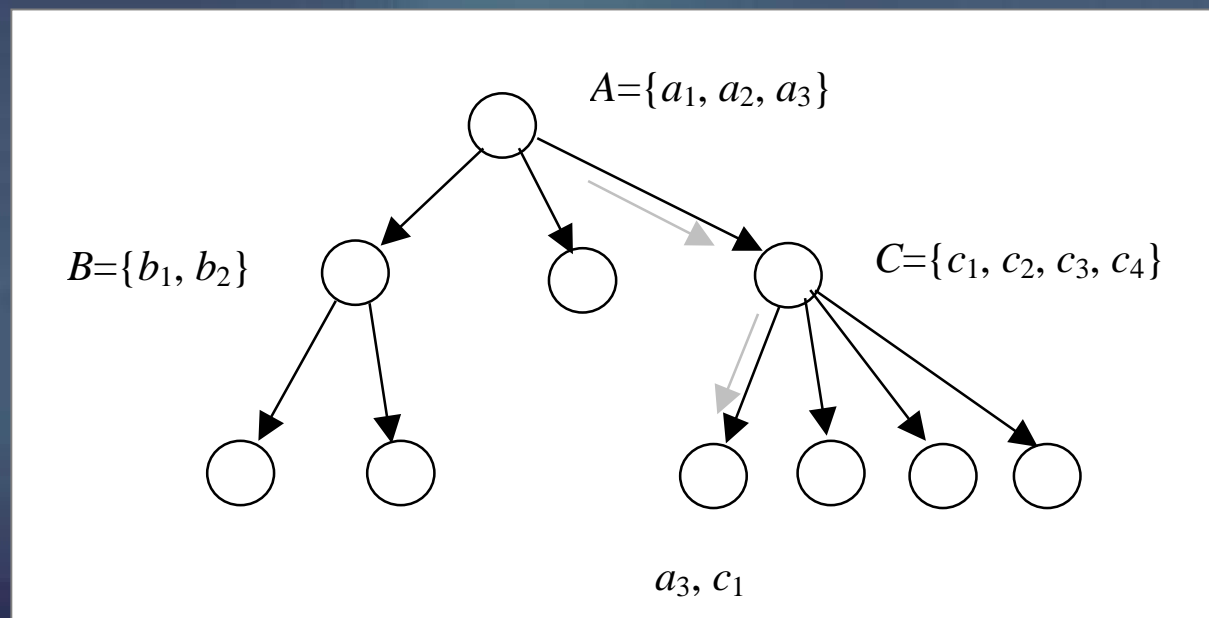 A={a₁, a₂, a₃}
B={b₁, b₂}
C={c₁, c₂, c₃, c₄}
a₃, c₁